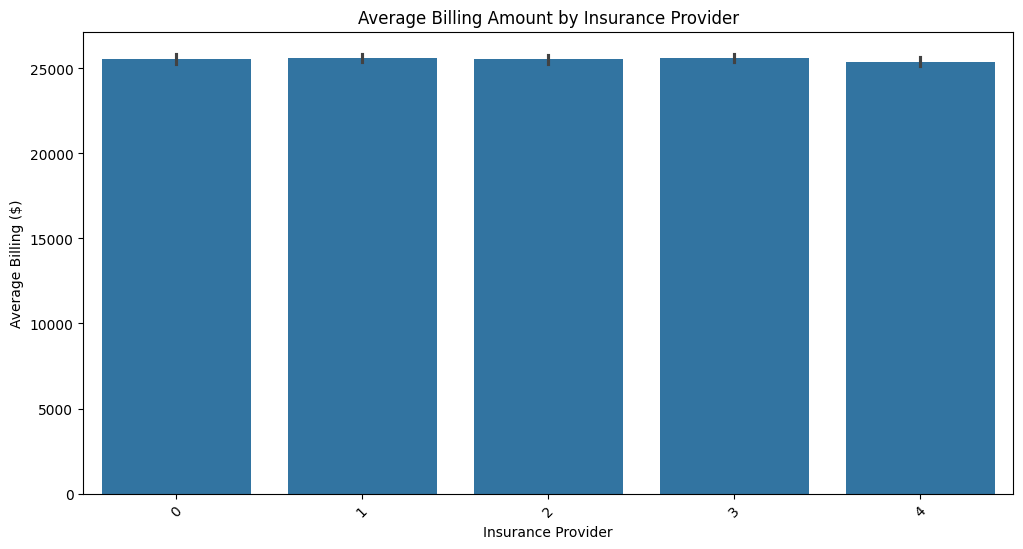 Average Billing Amount by Insurance Provider
Average Billing ($)
25000
20000
15000
10000
5000
0
0 1 2 3 4
Insurance Provider